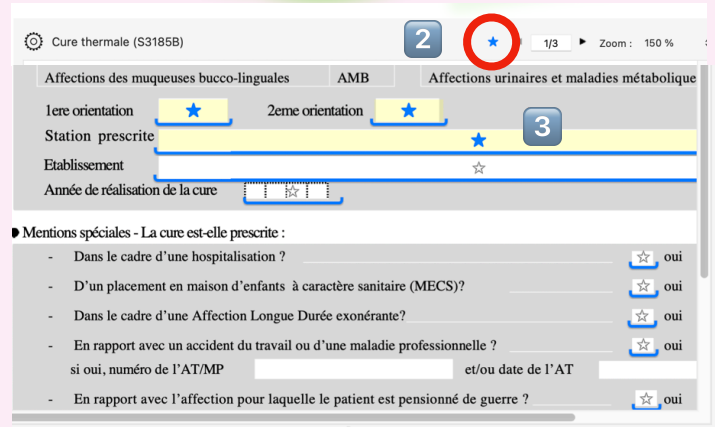 Cure thermale (S3185B) 2 1/3 Zoom : 150 %
Affections des muqueuses bucco-linguales AMB Affections urinaires et maladies métabolique
1ere orientation 2eme orientation
Station prescrite 3
Etablissement
Année de réalisation de la cure
Mentions spéciales - La cure est-elle prescrite :
- Dans le cadre d'une hospitalisation ? oui
- D'un placement en maison d'enfants à caractère sanitaire (MECS)? oui
- Dans le cadre d'une Affection Longue Durée exonérante? oui
- En rapport avec un accident du travail ou d'une maladie professionnelle ? oui
si oui, numéro de l'AT/MP et/ou date de l'AT
- En rapport avec l'affection pour laquelle le patient est pensionné de guerre ? oui